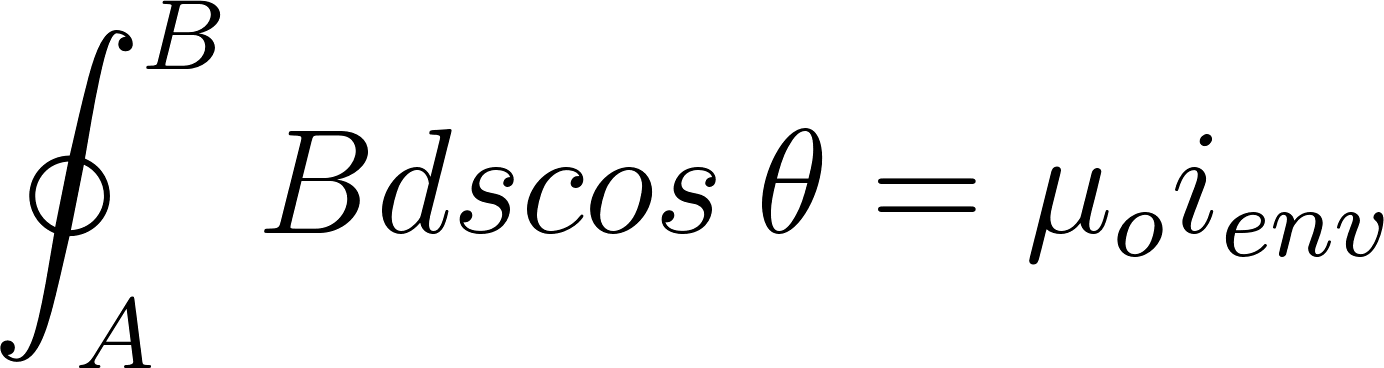 ∮_A^B Bdscos θ = μ_o i_env